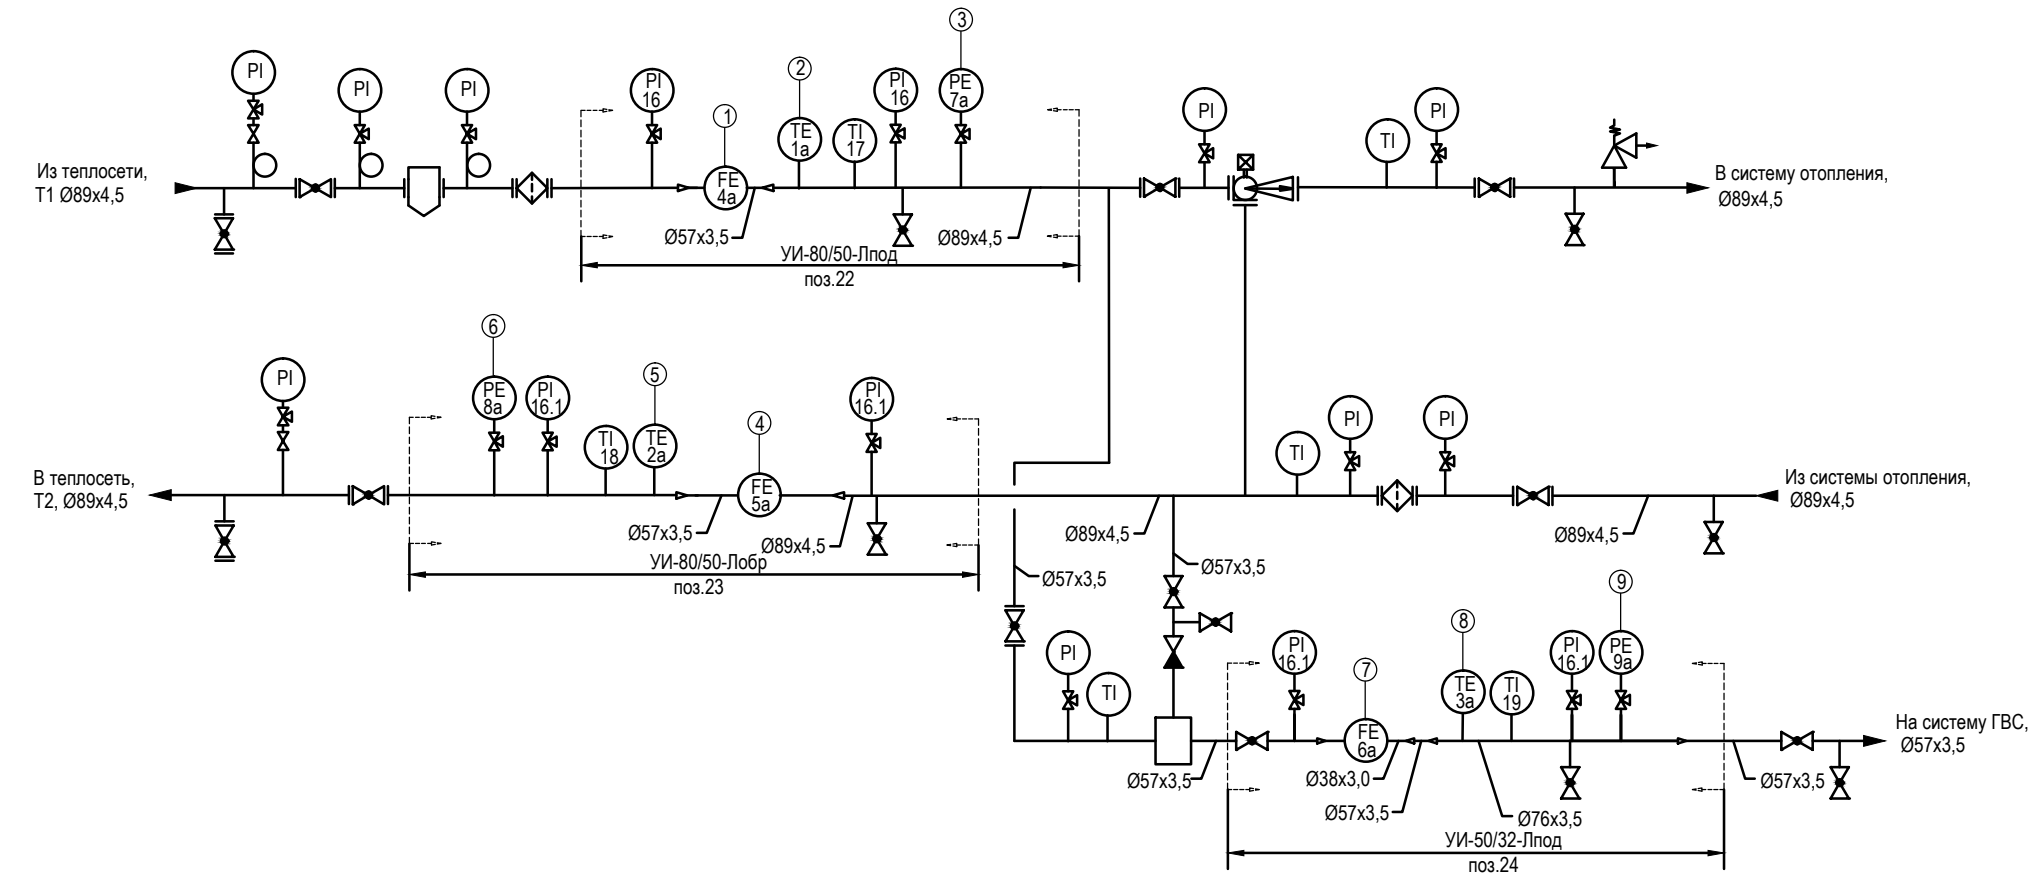 3
2
PI
PI
PI
PI
16
1
PI
16
PE
7a
PI
PI
TE
1a
TI
17
TI
Из теплосети,
T1 Ø89x4,5
FE
4a
В систему отопления,
Ø89x4,5
Ø57x3,5
Ø89x4,5
УИ-80/50-Lпод
поз.22
6
PI
5
PE
8a
PI
16.1
4
PI
16.1
PI
PI
TI
18
TE
2a
TI
В теплосеть,
T2, Ø89x4,5
FE
5a
Из системы отопления,
Ø89x4,5
Ø57x3,5
Ø89x4,5
Ø89x4,5
Ø89x4,5
УИ-80/50-Lобр
поз.23
Ø57x3,5
Ø57x3,5
9
8
PI
PI
16.1
7
PI
16.1
PE
9a
TI
TE
3a
TI
19
FE
6a
На систему ГВС,
Ø57x3,5
Ø57x3,5
Ø38x3,0
Ø57x3,5
Ø57x3,5
Ø76x3,5
УИ-50/32-Lпод
поз.24